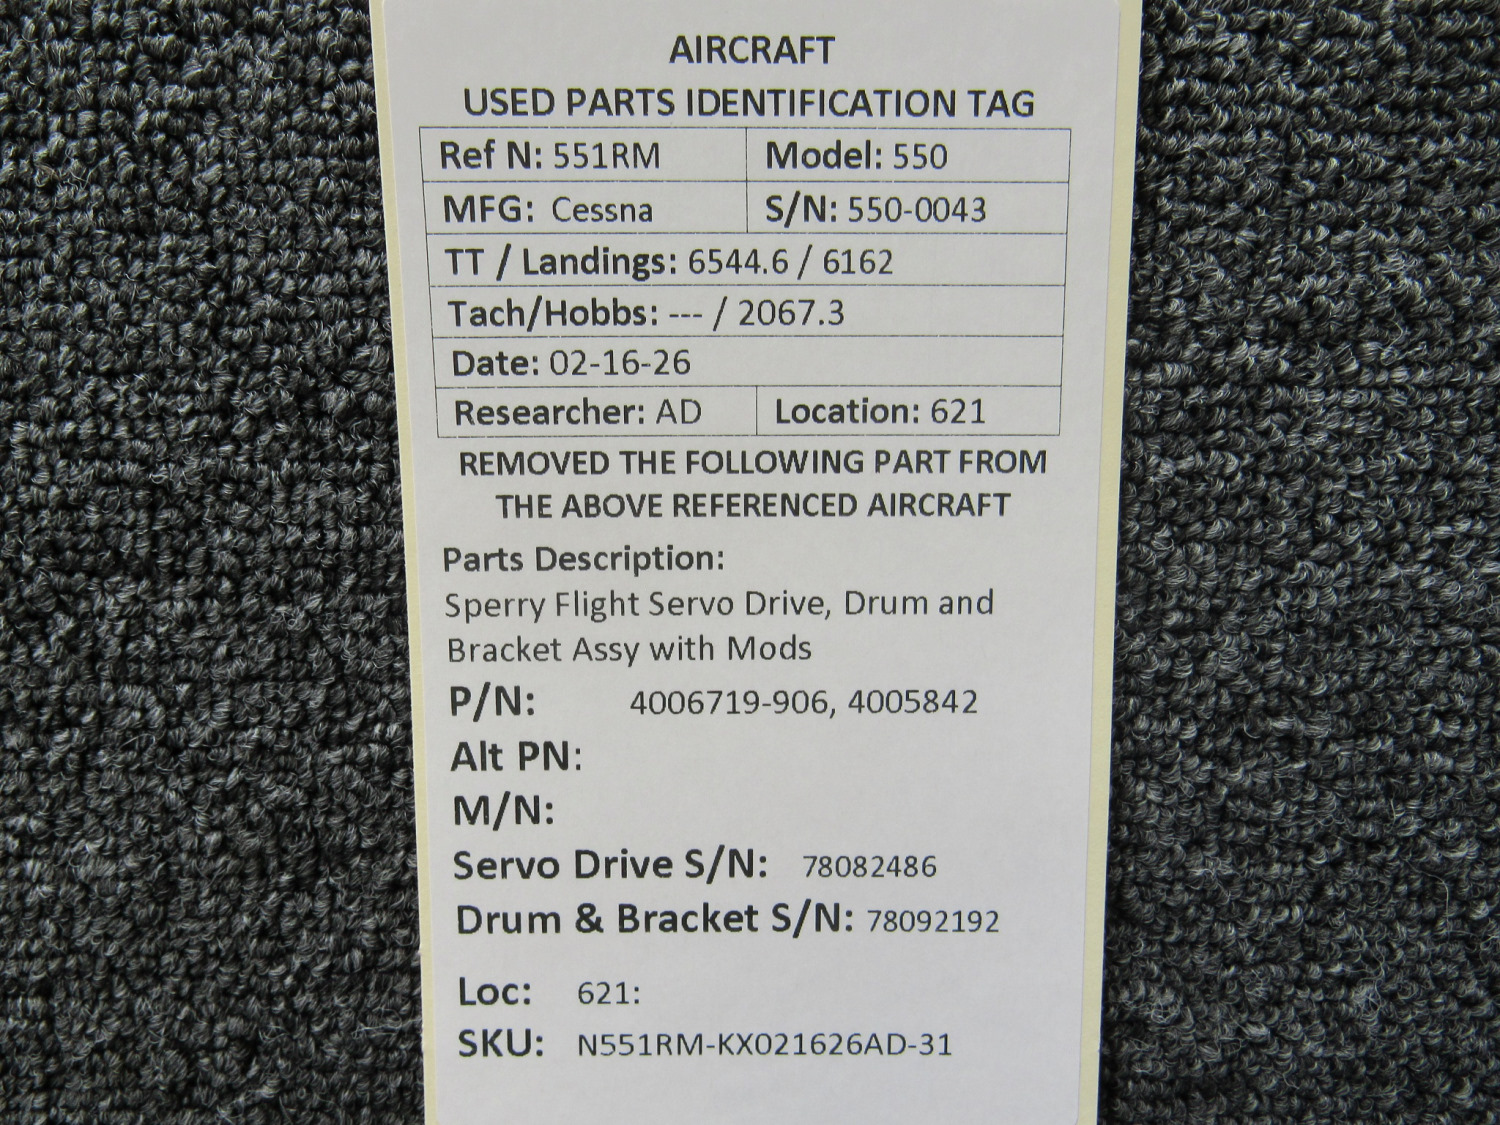 AIRCRAFT
USED PARTS IDENTIFICATION TAG
Ref N: 551RM Model: 550
MFG: Cessna S/N: 550-0043
TT / Landings: 6544.6 / 6162
Tach/Hobbs: --- / 2067.3
Date: 02-16-26
Researcher: AD Location: 621
REMOVED THE FOLLOWING PART FROM
THE ABOVE REFERENCED AIRCRAFT
Parts Description:
Sperry Flight Servo Drive, Drum and
Bracket Assy with Mods
P/N: 4006719-906, 4005842
Alt PN:
M/N:
Servo Drive S/N: 78082486
Drum & Bracket S/N: 78092192
Loc: 621:
SKU: N551RM-KX021626AD-31